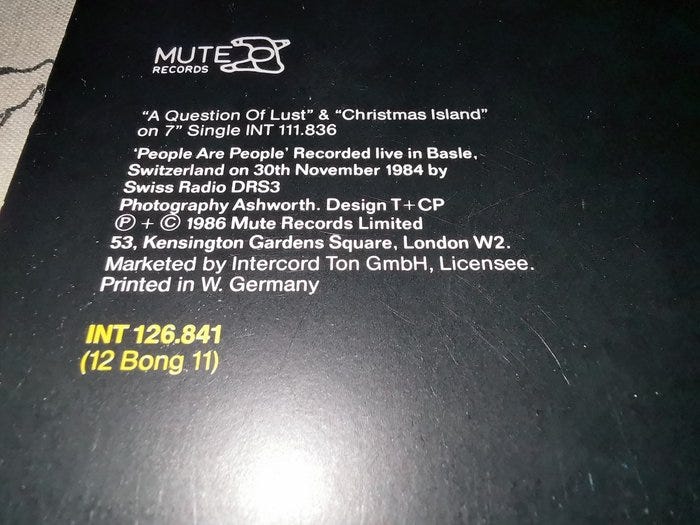 MUTE
RECORDS
“A Question Of Lust” & “Christmas Island”
on 7” Single INT 111.836
‘People Are People’ Recorded live in Basle,
Switzerland on 30th November 1984 by
Swiss Radio DRS3
Photography Ashworth. Design T+CP
Ⓟ + © 1986 Mute Records Limited
53, Kensington Gardens Square, London W2.
Marketed by Intercord Ton GmbH, Licensee.
Printed in W. Germany
INT 126.841
(12 Bong 11)